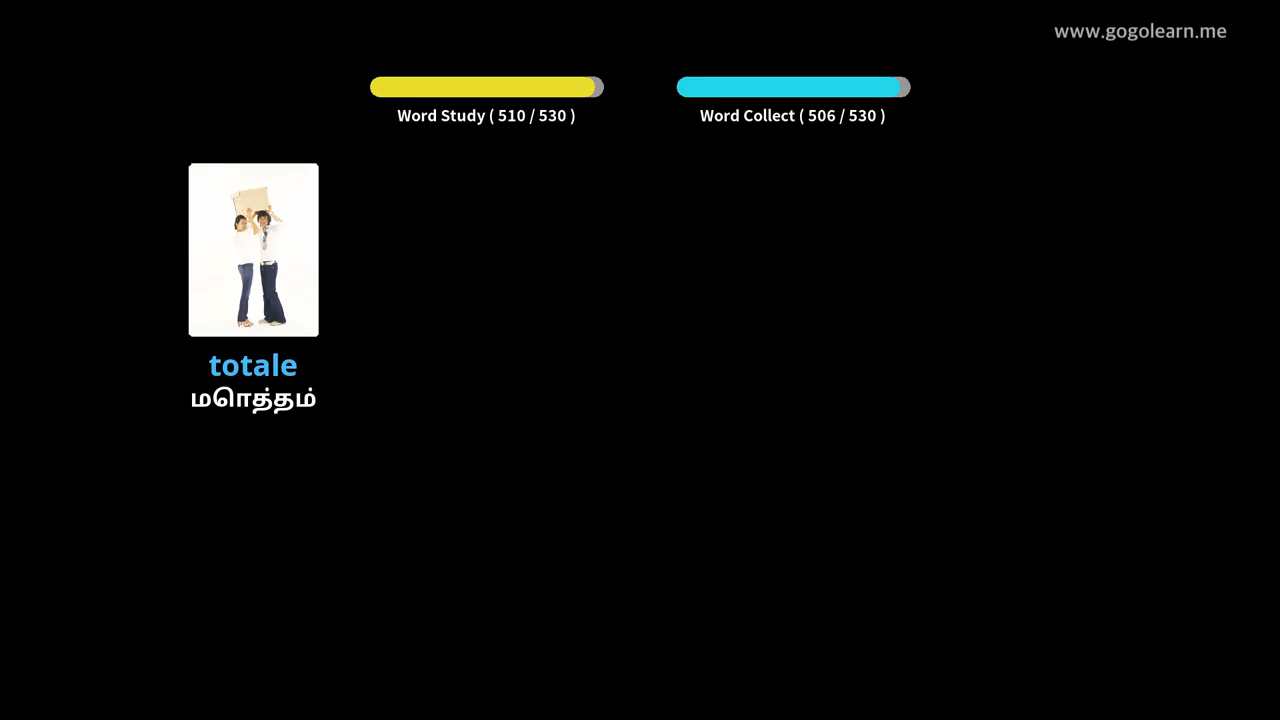 www.gogolearn.me
Word Study ( 510 / 530 )
Word Collect ( 506 / 530 )
totale
மொத்தம்